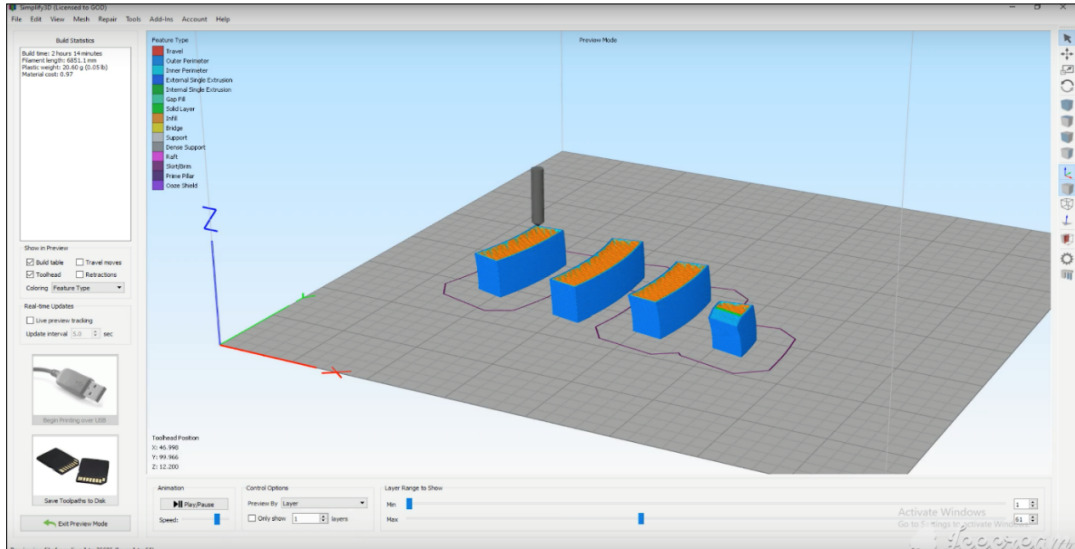 Simplify3D (Licensed to GOD)
File Edit View Mesh Repair Tools Add-Ins Account Help
Build Statistics
Build time: 2 hours 14 minutes
Filament length: 6851.1 mm
Plastic weight: 20.60 g (0.05 lb)
Material cost: 0.97
Show in Preview
Build table Travel moves
Toolhead Retractions
Coloring Feature Type
Real-time Updates
Live preview tracking
Update interval 5.0 sec
Begin Printing over USB
Save Toolpaths to Disk
Exit Preview Mode
Feature Type
Travel
Outer Perimeter
Inner Perimeter
External Single Extrusion
Internal Single Extrusion
Gap Fill
Solid Layer
Infill
Bridge
Support
Dense Support
Raft
Skirt/Brim
Prime Pillar
Ooze Shield
Preview Mode
Z
Toolhead Position
X: 46.998
Y: 99.966
Z: 12.200
Animation
Play/Pause
Speed:
Control Options
Preview By Layer
Only show 1 layers
Layer Range to Show
Min 1
Max 61
Activate Windows
Go to Settings to activate Windows